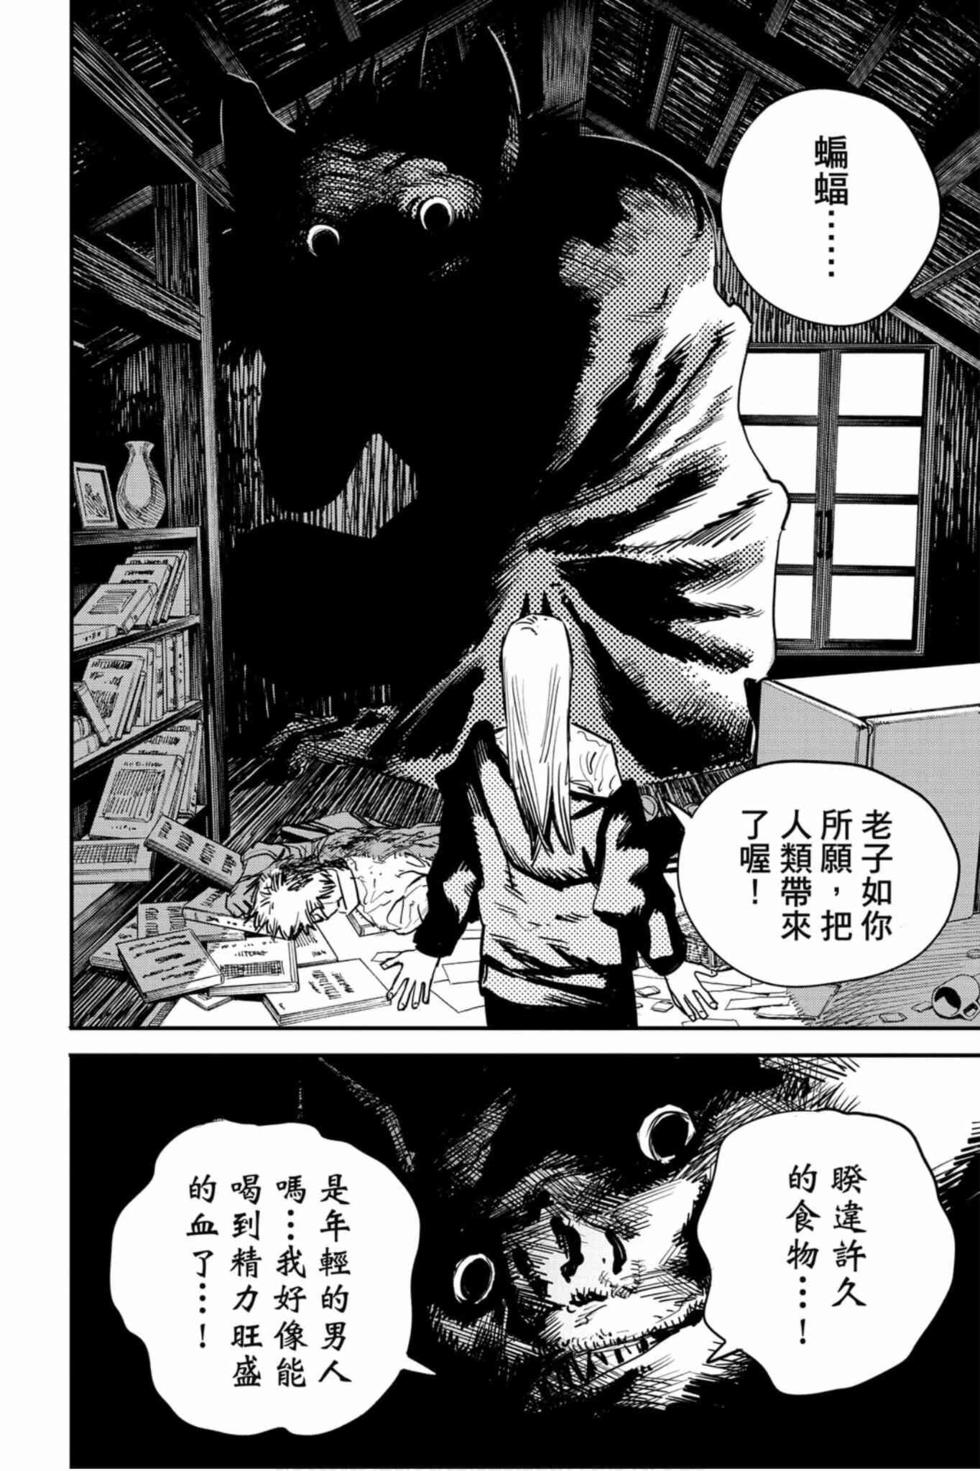 蝙蝠⋯⋯
老子如你
所願，把
人類帶來
了喔！
睽違許久
的食物⋯！
是年輕的男人
嗎⋯我好像能
喝到精力旺盛
的血了⋯！